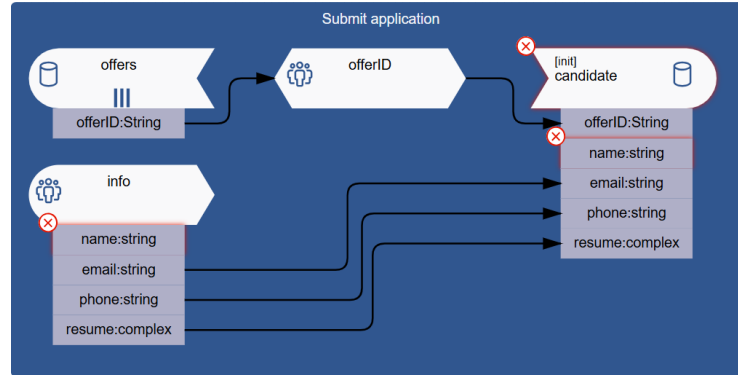 Submit application
offers
offerID:String
offerID
[init]
candidate
offerID:String
name:string
email:string
phone:string
resume:complex
info
name:string
email:string
phone:string
resume:complex